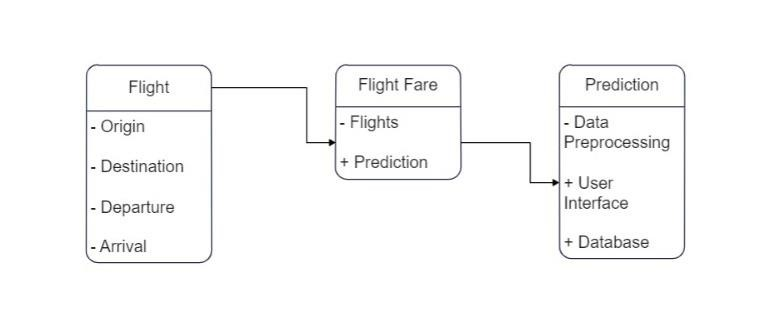 Flight
- Origin
- Destination
- Departure
- Arrival
Flight Fare
- Flights
+ Prediction
Prediction
- Data
Preprocessing
+ User
Interface
+ Database